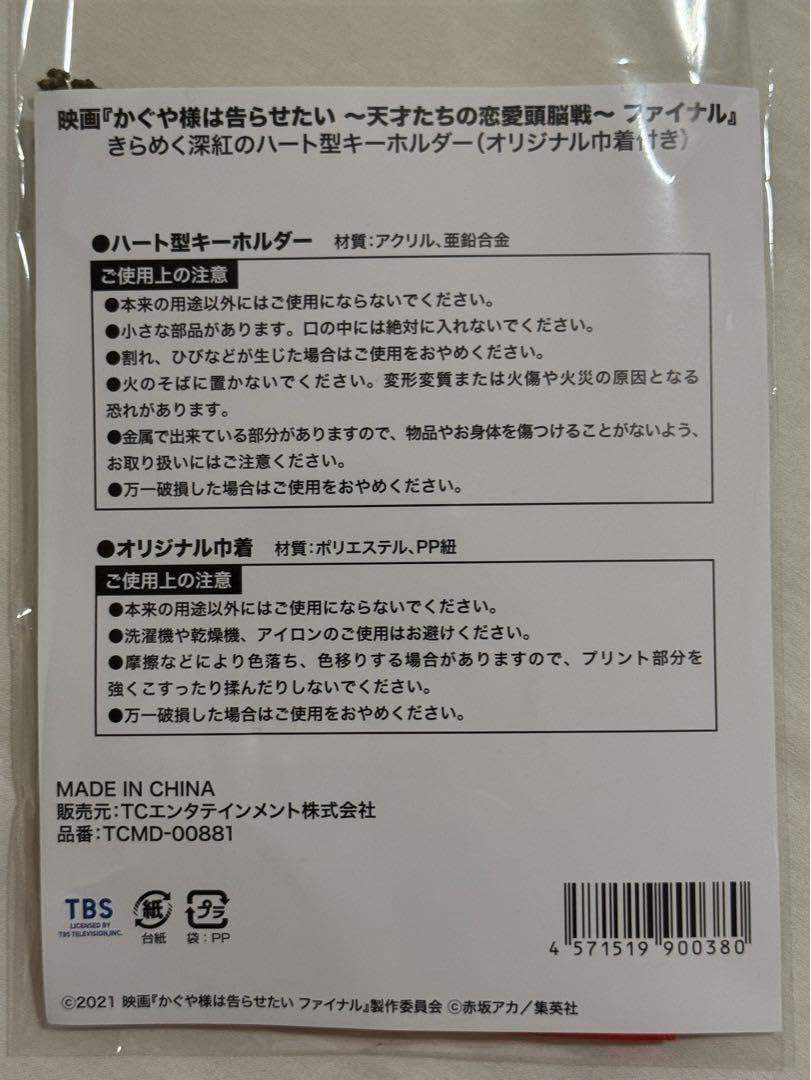 映画『かぐや様は告らせたい ～天才たちの恋愛頭脳戦～ ファイナル』
きらめく深紅のハート型キーホルダー(オリジナル巾着付き)
●ハート型キーホルダー　材質：アクリル、亜鉛合金
ご使用上の注意
●本来の用途以外にはご使用にならないでください。
●小さな部品があります。口の中には絶対に入れないでください。
●割れ、ひびなどが生じた場合はご使用をおやめください。
●火のそばに置かないでください。変形変質または火傷や火災の原因となる
恐れがあります。
●金属で出来ている部分がありますので、物品やお身体を傷つけることがないよう、
お取り扱いにはご注意ください。
●万一破損した場合はご使用をおやめください。
●オリジナル巾着　材質：ポリエステル、PP紐
ご使用上の注意
●本来の用途以外にはご使用にならないでください。
●洗濯機や乾燥機、アイロンのご使用はお避けください。
●摩擦などにより色落ち、色移りする場合がありますので、プリント部分を
強くこすったり揉んだりしないでください。
●万一破損した場合はご使用をおやめください。
MADE IN CHINA
販売元：TCエンタテインメント株式会社
品番：TCMD-00881
TBS
LICENSED BY
TBS TELEVISION, INC.
紙
台紙
プラ
袋：PP
4 571519 900380
©2021 映画『かぐや様は告らせたい ファイナル』製作委員会 ©赤坂アカ／集英社